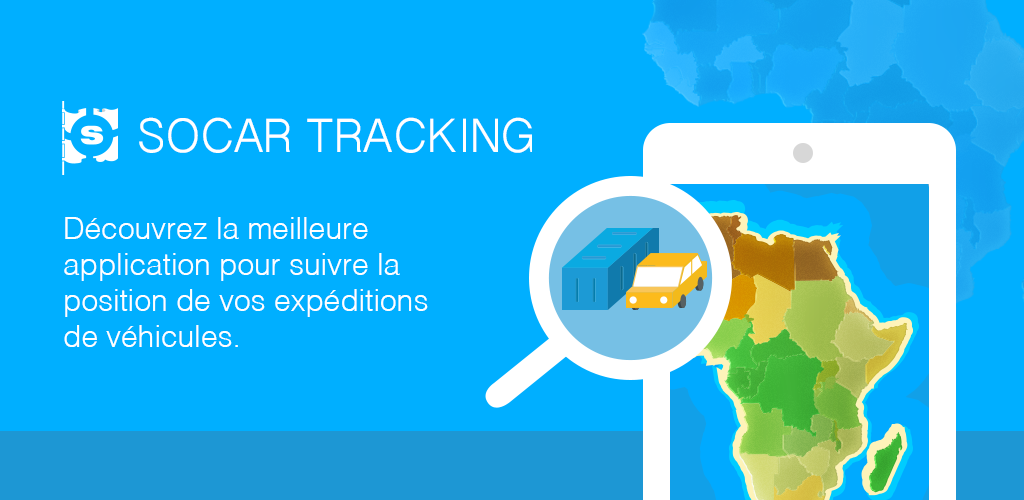 S
SOCAR TRACKING
Découvrez la meilleure
application pour suivre la
position de vos expéditions
de véhicules.